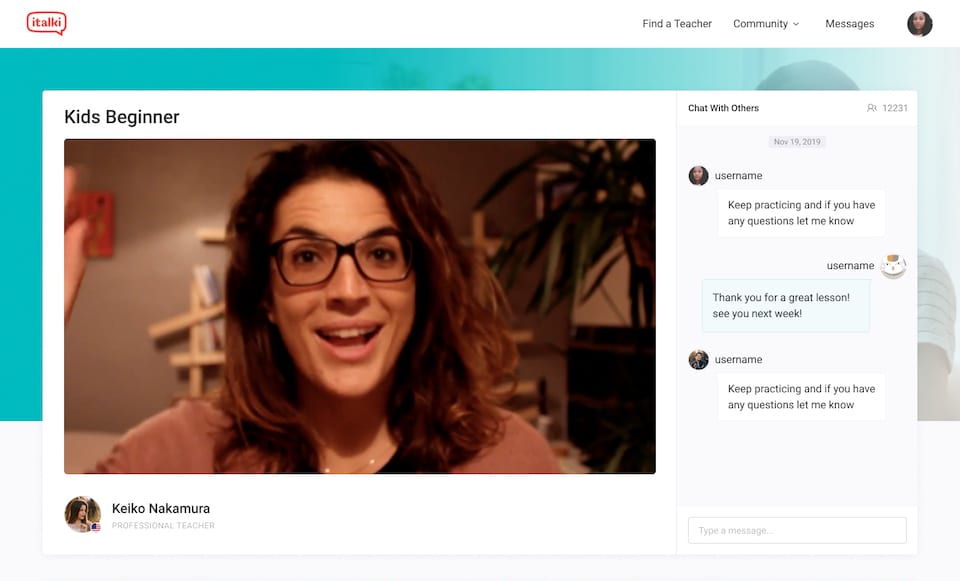 italki
Find a Teacher
Community
Messages
Kids Beginner
Chat With Others
12231
Nov 19, 2019
username
Keep practicing and if you have
any questions let me know
username
Thank you for a great lesson!
see you next week!
username
Keep practicing and if you have
any questions let me know
Keiko Nakamura
PROFESSIONAL TEACHER
Type a message...